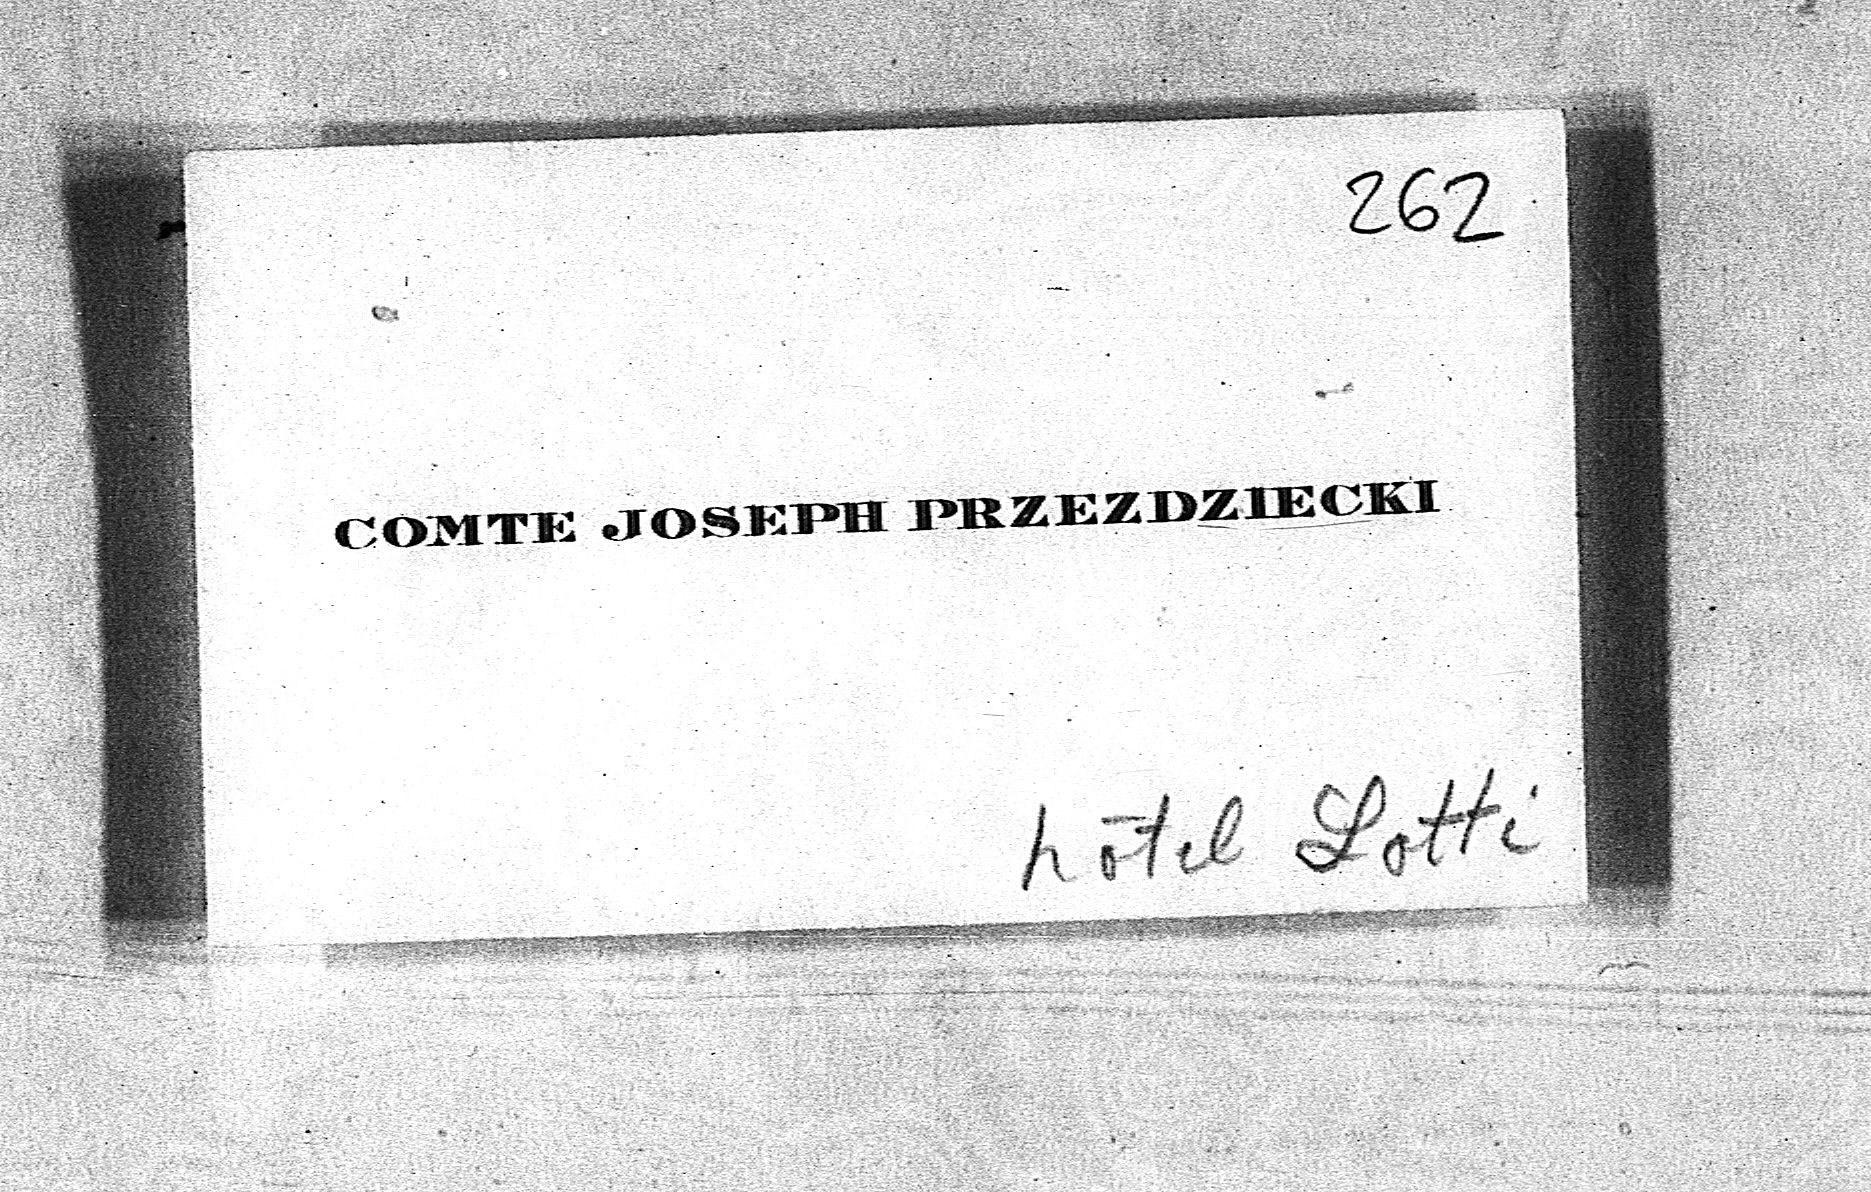 262
COMTE JOSEPH PRZEZDZIECKI
hôtel Lotti